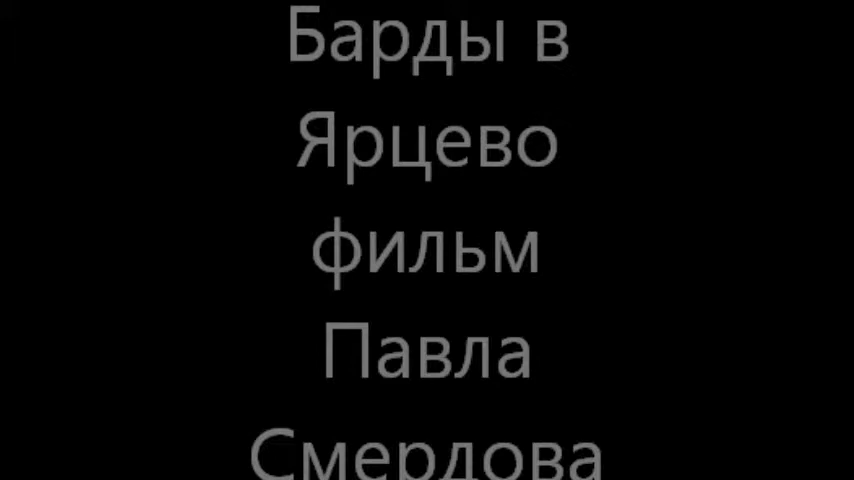 Барды в
Ярцево
фильм
Павла
Смердова